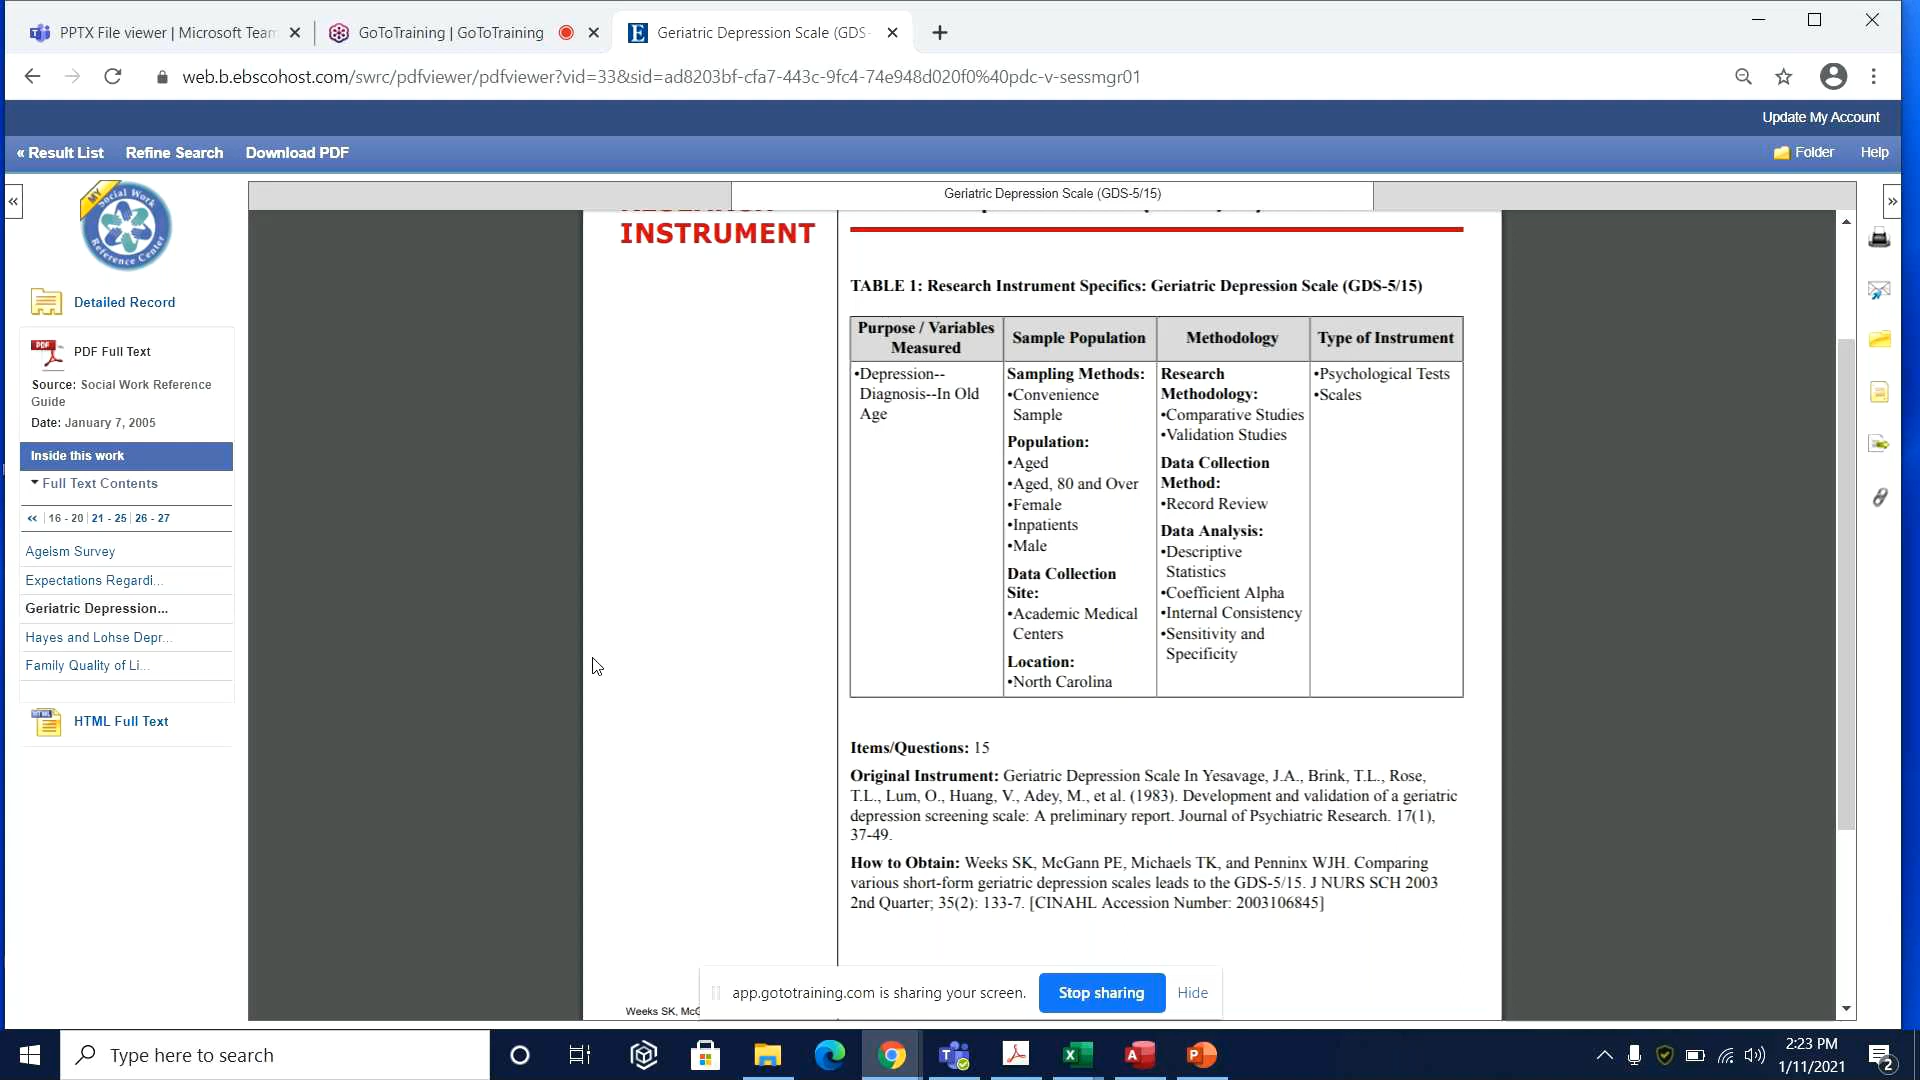 PPTX File viewer | Microsoft Team
GoToTraining | GoToTraining
Geriatric Depression Scale (GDS-
web.b.ebscohost.com/swrc/pdfviewer/pdfviewer?vid=33&sid=ad8203bf-cfa7-443c-9fc4-74e948d020f0%40pdc-v-sessmgr01
Update My Account
« Result List Refine Search Download PDF
Folder Help
MY Social Work Reference Center
Detailed Record
PDF Full Text
Source: Social Work Reference
Guide
Date: January 7, 2005
Inside this work
Full Text Contents
« | 16 - 20 | 21 - 25 | 26 - 27
Ageism Survey
Expectations Regardi...
Geriatric Depression...
Hayes and Lohse Depr...
Family Quality of Li...
HTML Full Text
Geriatric Depression Scale (GDS-5/15)
INSTRUMENT
TABLE 1: Research Instrument Specifics: Geriatric Depression Scale (GDS-5/15)
Purpose / Variables
Measured
•Depression--
Diagnosis--In Old
Age
Sample Population
Sampling Methods:
•Convenience
Sample
Population:
•Aged
•Aged, 80 and Over
•Female
•Inpatients
•Male
Data Collection
Site:
•Academic Medical
Centers
Location:
•North Carolina
Methodology
Research
Methodology:
•Comparative Studies
•Validation Studies
Data Collection
Method:
•Record Review
Data Analysis:
•Descriptive
Statistics
•Coefficient Alpha
•Internal Consistency
•Sensitivity and
Specificity
Type of Instrument
•Psychological Tests
•Scales
Items/Questions: 15
Original Instrument: Geriatric Depression Scale In Yesavage, J.A., Brink, T.L., Rose,
T.L., Lum, O., Huang, V., Adey, M., et al. (1983). Development and validation of a geriatric
depression screening scale: A preliminary report. Journal of Psychiatric Research. 17(1),
37-49.
How to Obtain: Weeks SK, McGann PE, Michaels TK, and Penninx WJH. Comparing
various short-form geriatric depression scales leads to the GDS-5/15. J NURS SCH 2003
2nd Quarter; 35(2): 133-7. [CINAHL Accession Number: 2003106845]
Weeks SK,
app.gototraining.com is sharing your screen. Stop sharing Hide
Type here to search
2:23 PM
1/11/2021
2